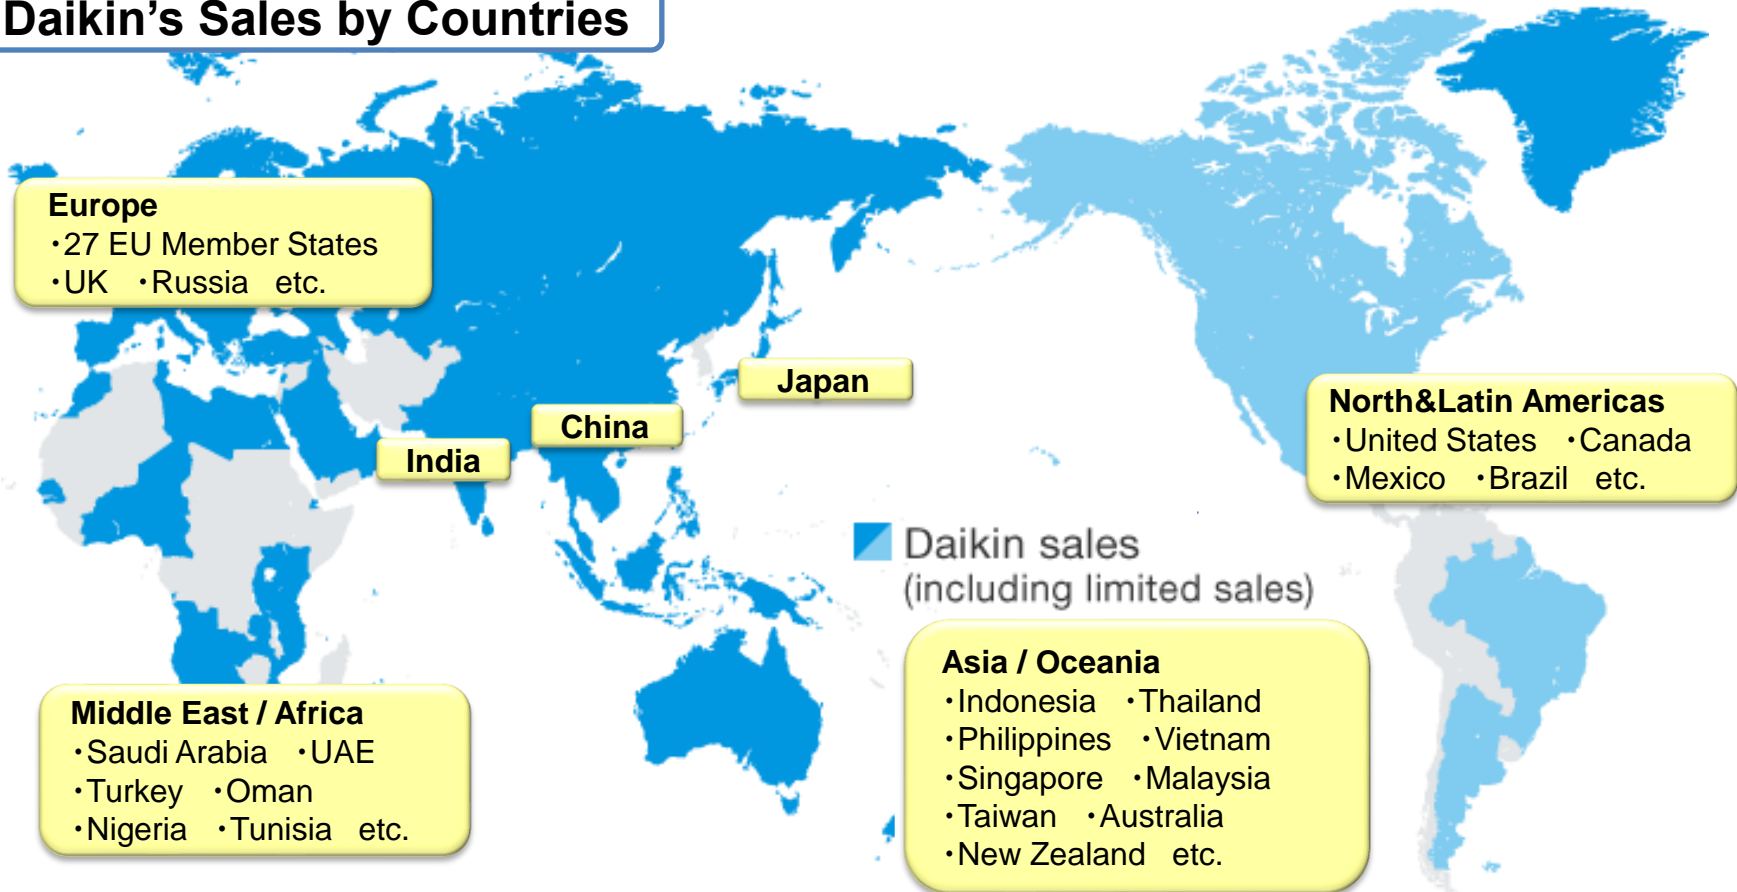 Daikin’s Sales by Countries
Europe
・27 EU Member States
・UK ・Russia etc.
Japan
China
India
North&Latin Americas
・United States ・Canada
・Mexico ・Brazil etc.
Daikin sales
(including limited sales)
Middle East / Africa
・Saudi Arabia ・UAE
・Turkey ・Oman
・Nigeria ・Tunisia etc.
Asia / Oceania
・Indonesia ・Thailand
・Philippines ・Vietnam
・Singapore ・Malaysia
・Taiwan ・Australia
・New Zealand etc.